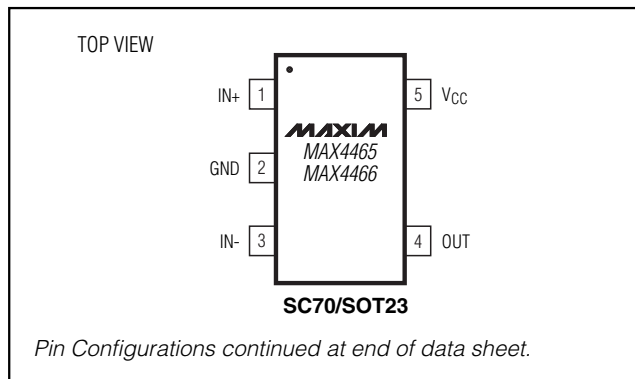 TOP VIEW
IN+ 1
5 VCC
MAXIM
MAX4465
MAX4466
GND 2
IN- 3
4 OUT
SC70/SOT23
Pin Configurations continued at end of data sheet.